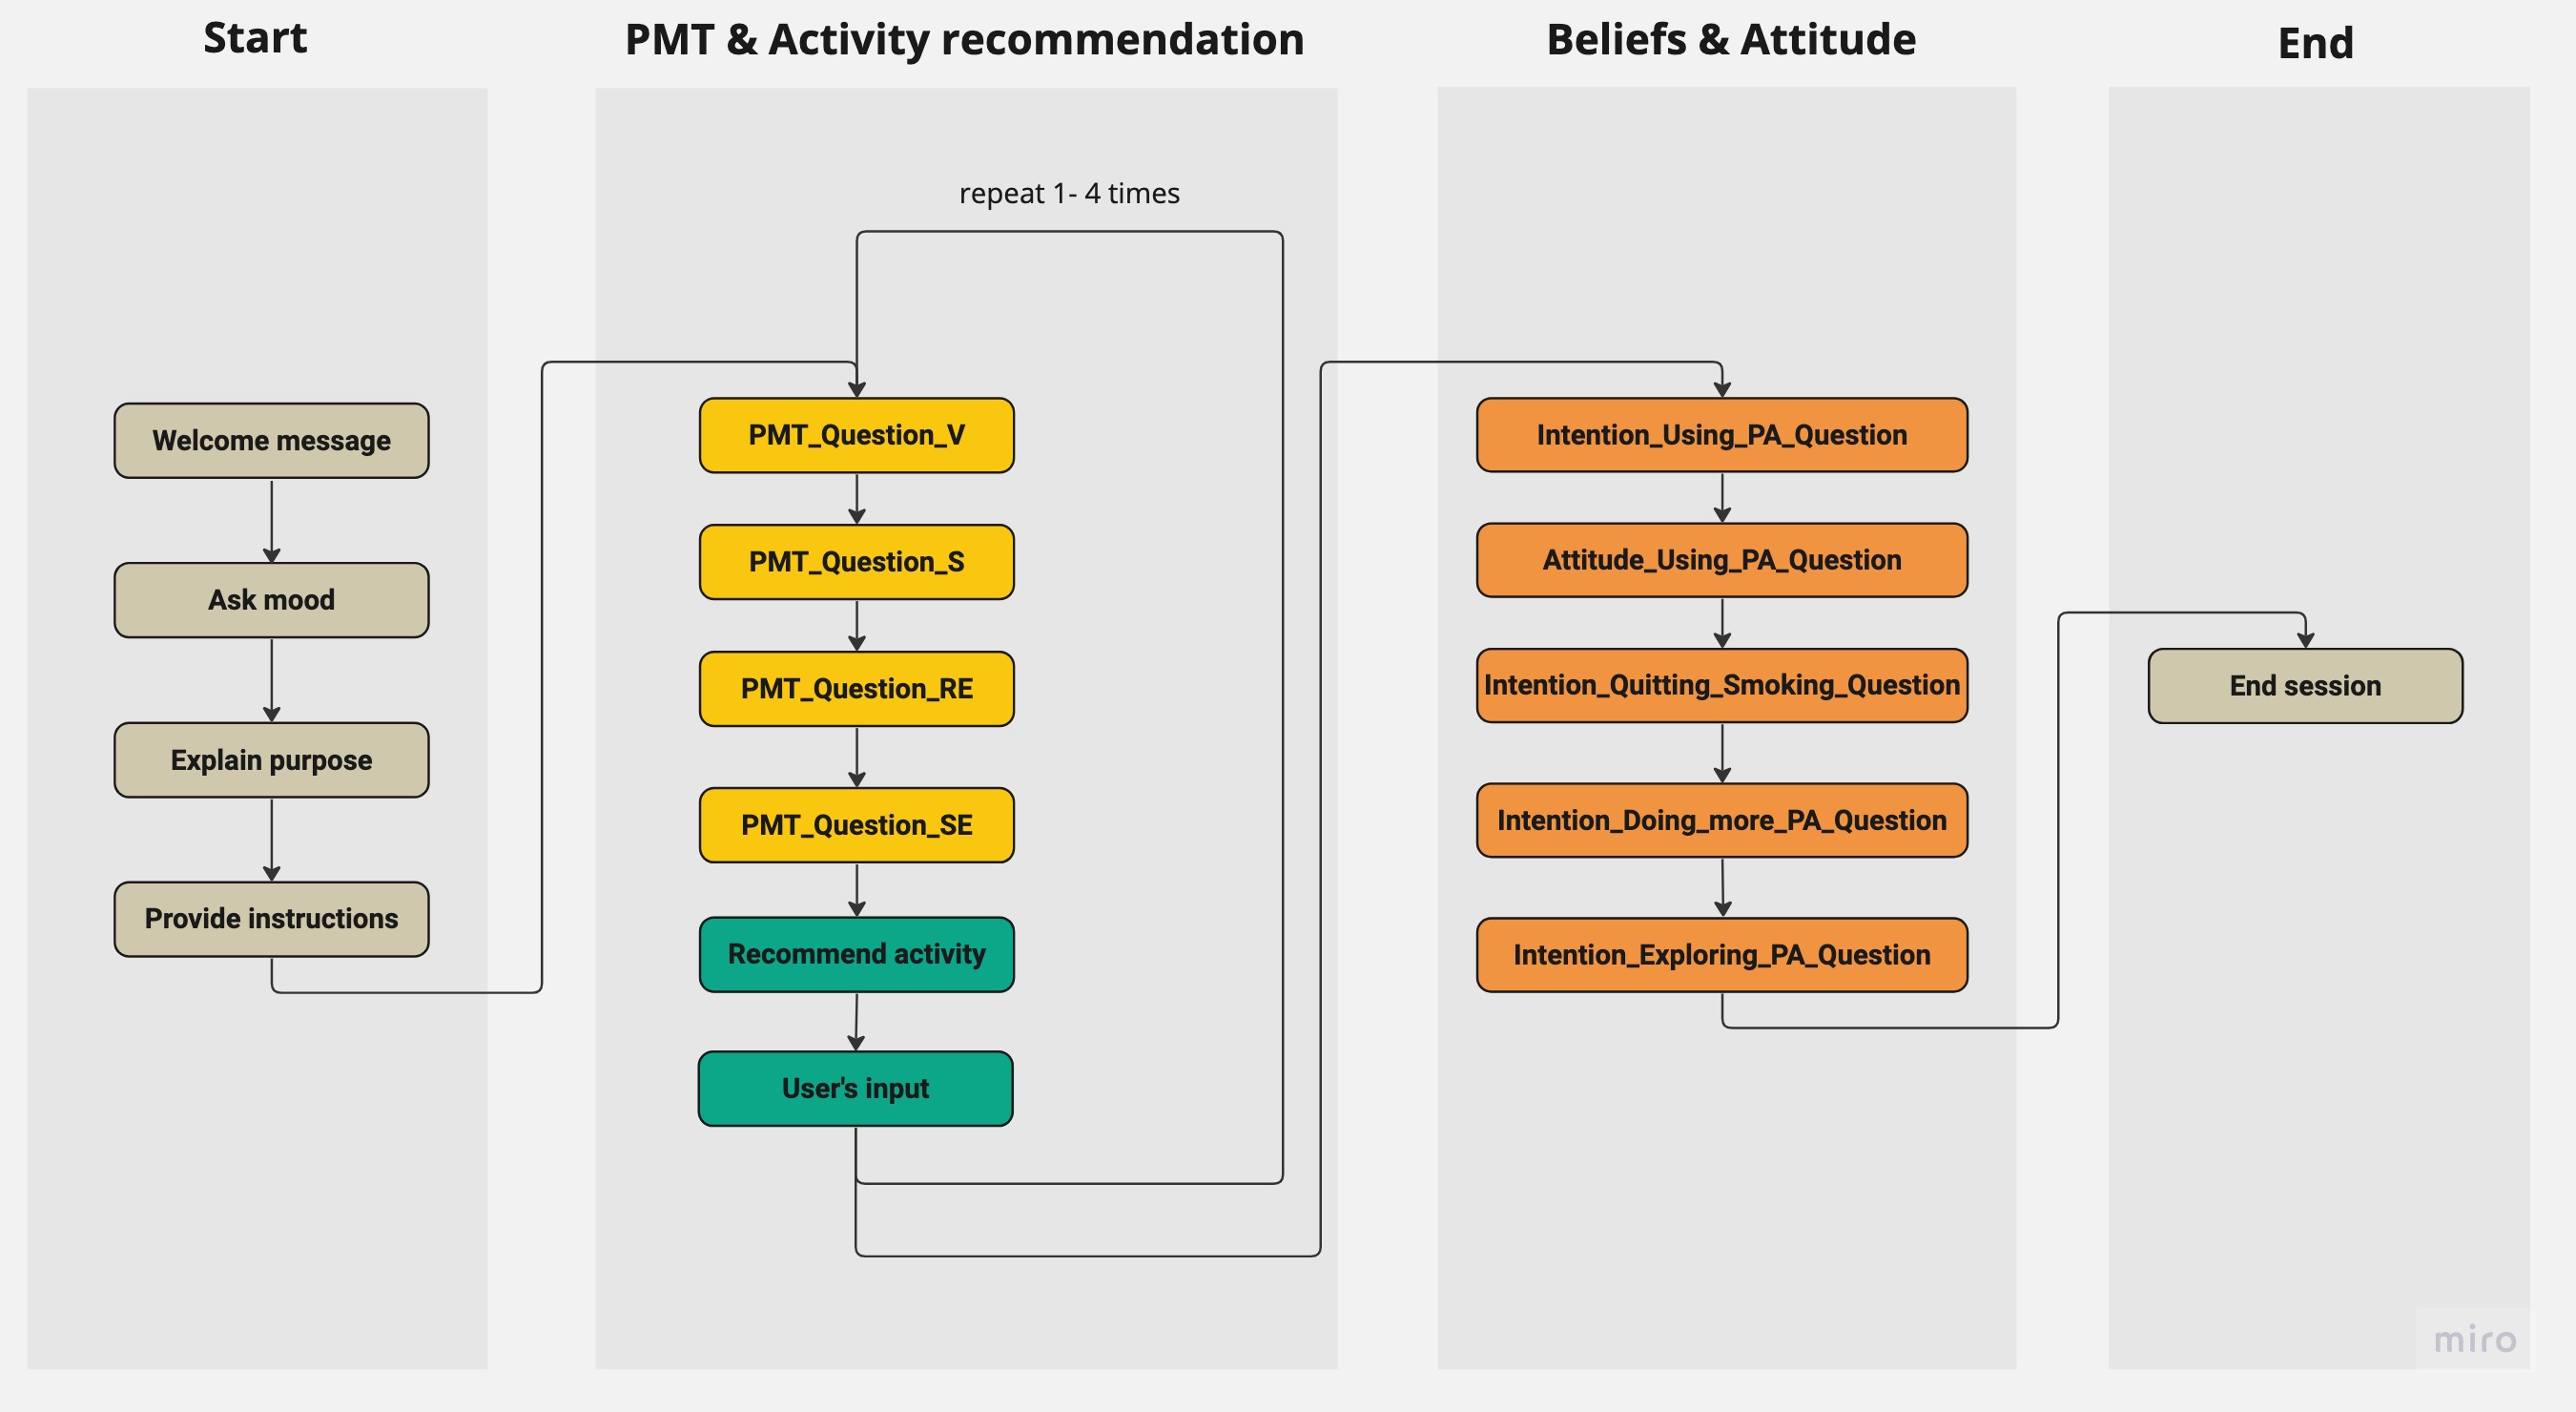 Start
Welcome message
Ask mood
Explain purpose
Provide instructions
PMT & Activity recommendation
repeat 1- 4 times
PMT_Question_V
PMT_Question_S
PMT_Question_RE
PMT_Question_SE
Recommend activity
User's input
Beliefs & Attitude
Intention_Using_PA_Question
Attitude_Using_PA_Question
Intention_Quitting_Smoking_Question
Intention_Doing_more_PA_Question
Intention_Exploring_PA_Question
End
End session
miro